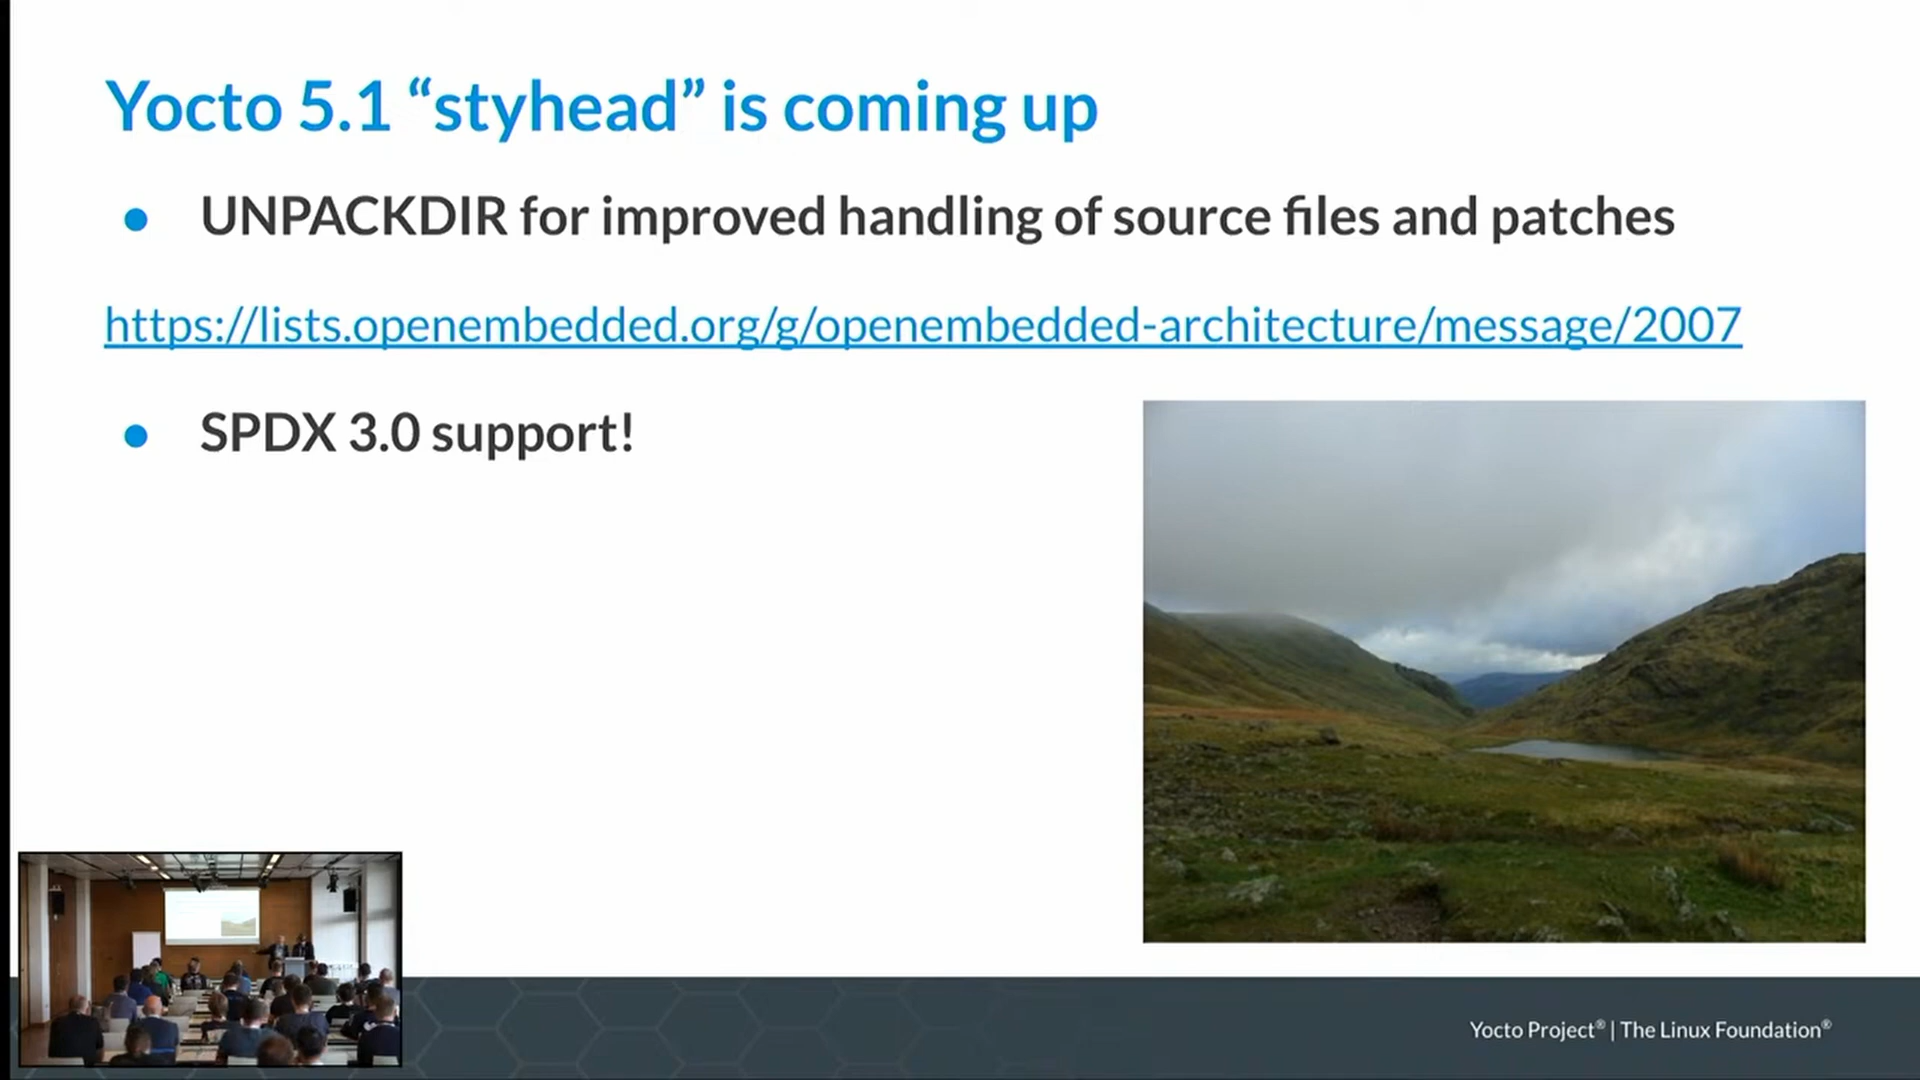 Yocto 5.1 “styhead” is coming up
● UNPACKDIR for improved handling of source files and patches
https://lists.openembedded.org/g/openembedded-architecture/message/2007
● SPDX 3.0 support!
Yocto Project® | The Linux Foundation®